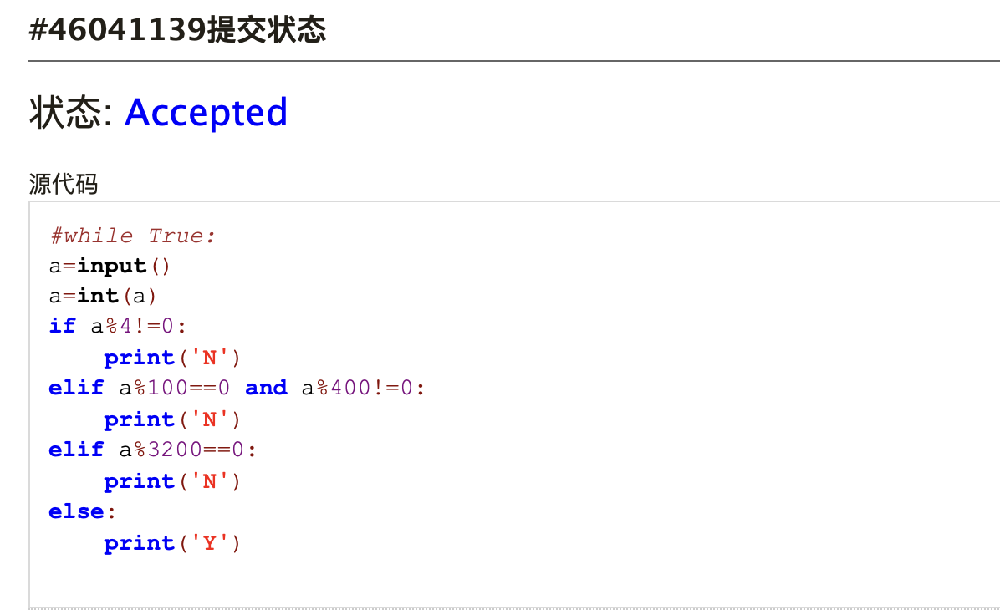 #46041139提交状态
状态: Accepted
源代码
#while True:
a=input()
a=int(a)
if a%4!=0:
    print('N')
elif a%100==0 and a%400!=0:
    print('N')
elif a%3200==0:
    print('N')
else:
    print('Y')